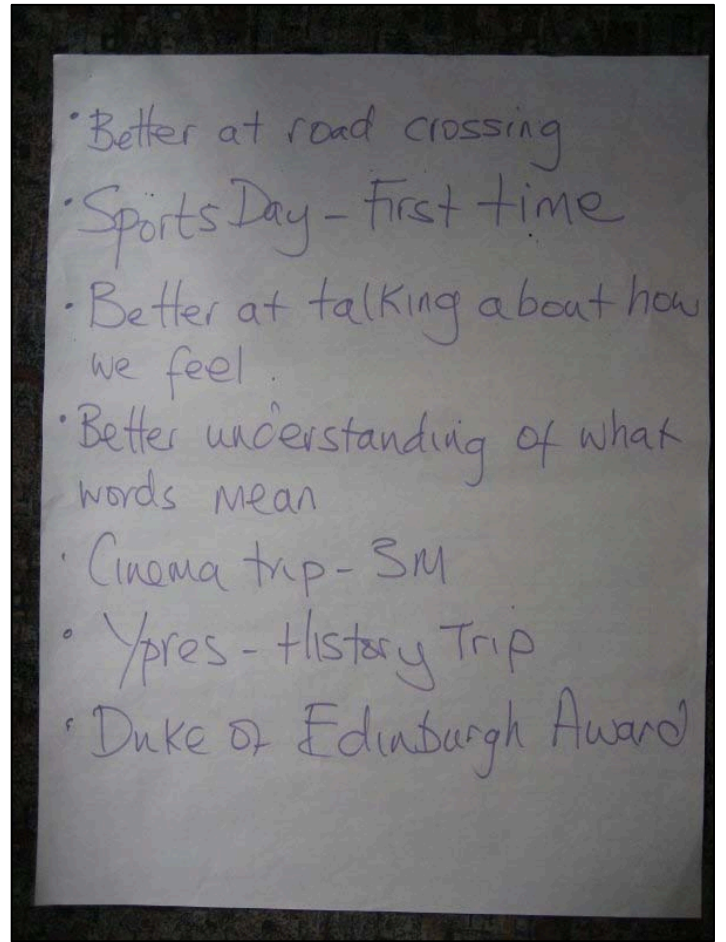 • Better at road crossing
• Sports Day - First time
• Better at talking about how
we feel.
• Better understanding of what
words mean
• Cinema trip - 3M
• Ypres - History Trip
• Duke of Edinburgh Award